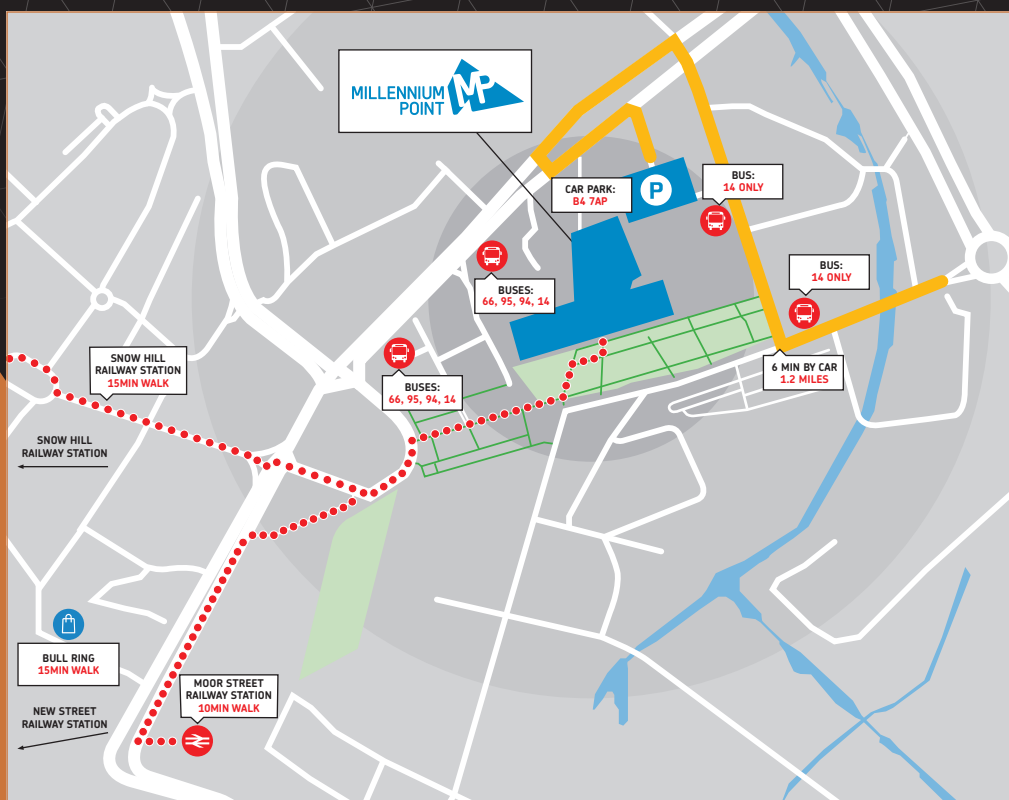 MILLENNIUM
POINT
MP
CAR PARK:
B4 7AP
P
BUS:
14 ONLY
BUSES:
66, 95, 94, 14
BUS:
14 ONLY
SNOW HILL
RAILWAY STATION
15MIN WALK
BUSES:
66, 95, 94, 14
6 MIN BY CAR
1.2 MILES
SNOW HILL
RAILWAY STATION
BULL RING
15MIN WALK
MOOR STREET
RAILWAY STATION
10MIN WALK
NEW STREET
RAILWAY STATION